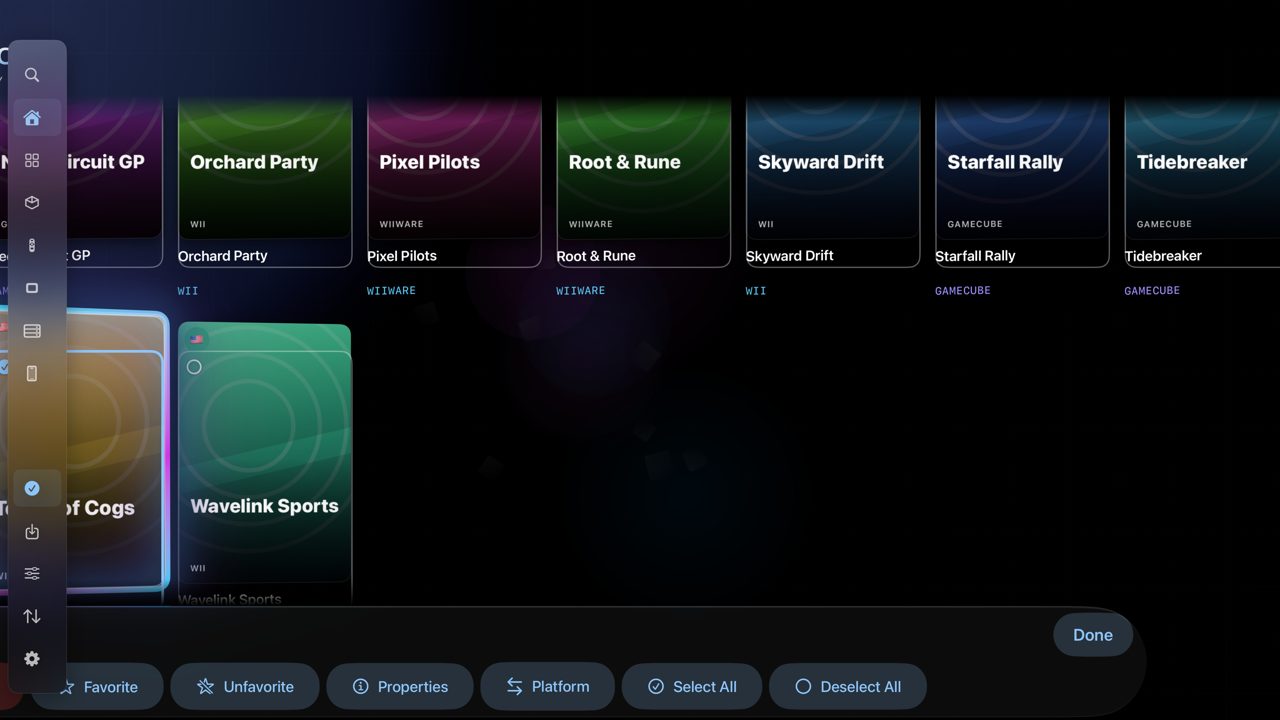 ircuit GP
Orchard Party
Pixel Pilots
Root & Rune
Skyward Drift
Starfall Rally
Tidebreaker
WII
WIIWARE
WIIWARE
WII
GAMECUBE
GAMECUBE
GP
Orchard Party
Pixel Pilots
Root & Rune
Skyward Drift
Starfall Rally
Tidebreaker
WII
WIIWARE
WIIWARE
WII
GAMECUBE
GAMECUBE
of Cogs
Wavelink Sports
WII
Wavelink Sports
Done
Favorite
Unfavorite
Properties
Platform
Select All
Deselect All